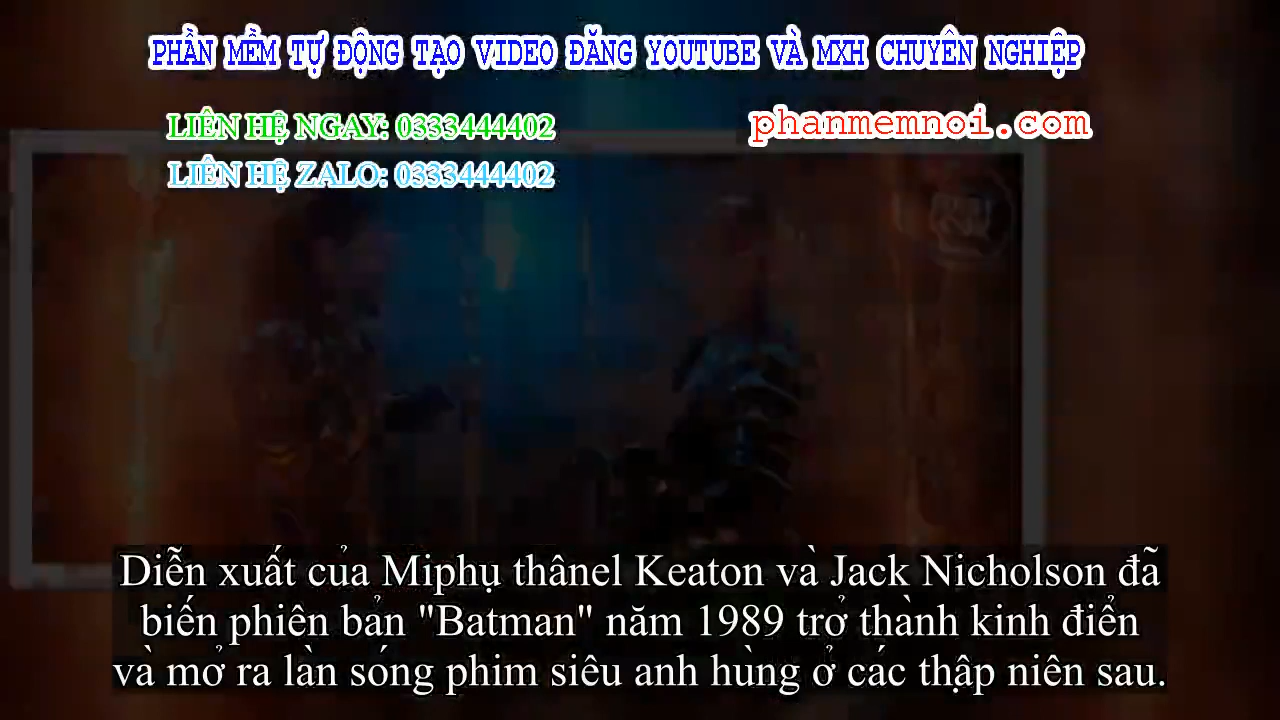 PHẦN MỀM TỰ ĐỘNG TẠO VIDEO ĐĂNG YOUTUBE VÀ MXH CHUYÊN NGHIỆP
LIÊN HỆ NGAY: 0333444402
phanmemnoi.com
LIÊN HỆ ZALO: 0333444402
Diễn xuất của Miphụ thânel Keaton và Jack Nicholson đã
biến phiên bản "Batman" năm 1989 trở thành kinh điển
và mở ra làn sóng phim siêu anh hùng ở các thập niên sau.